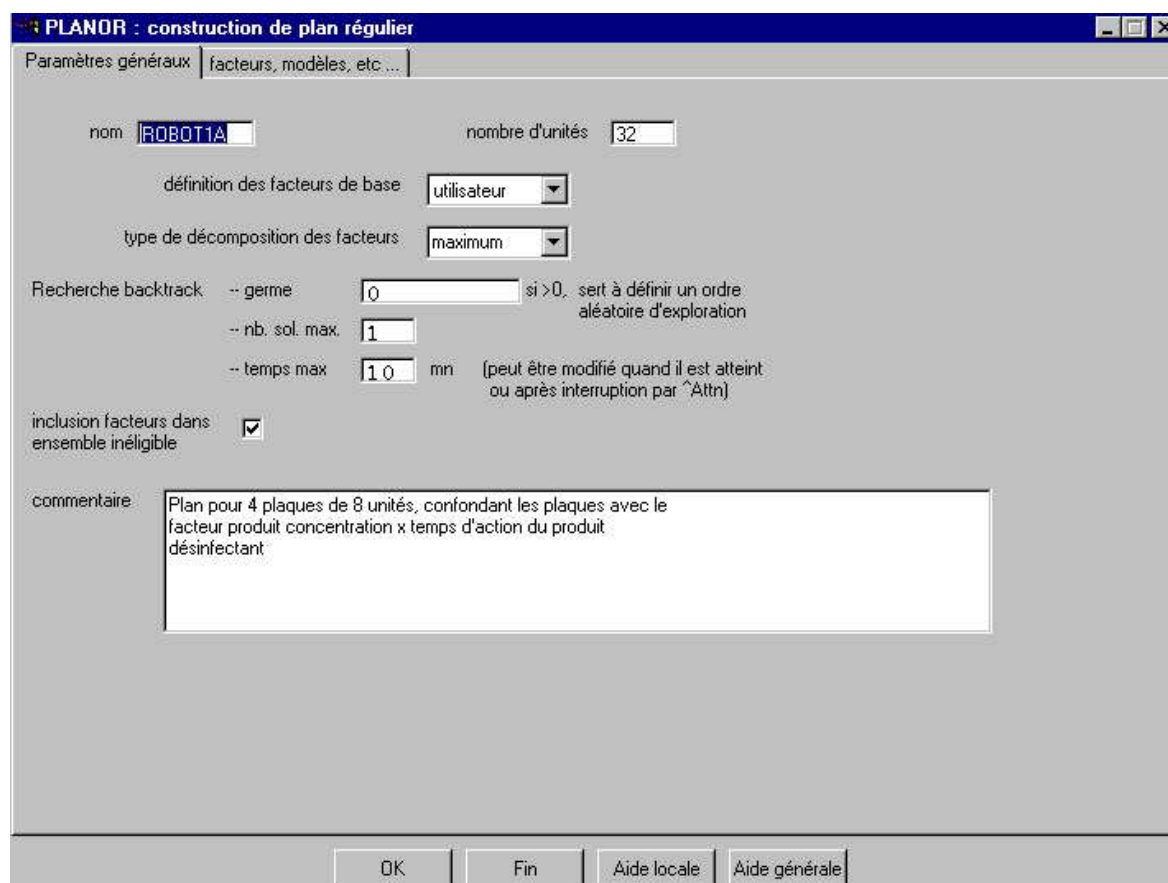 PLANOR : construction de plan régulier
Paramètres généraux facteurs, modèles, etc ...
nom ROBOT1A nombre d'unités 32
définition des facteurs de base utilisateur
type de décomposition des facteurs maximum
Recherche backtrack -- germe 0 si >0, sert à définir un ordre
aléatoire d'exploration
-- nb. sol. max. 1
-- temps max 10 mn (peut être modifié quand il est atteint
ou après interruption par ^Attn)
inclusion facteurs dans
ensemble inéligible
commentaire Plan pour 4 plaques de 8 unités, confondant les plaques avec le
facteur produit concentration x temps d'action du produit
désinfectant
OK Fin Aide locale Aide générale